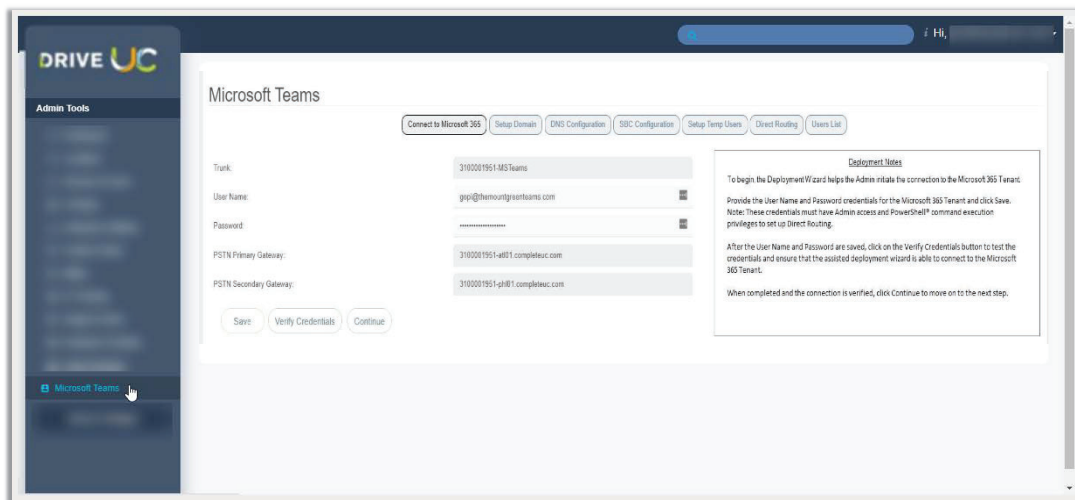 DRIVE UC
Hi,
Admin Tools
Microsoft Teams
Microsoft Teams
Connect to Microsoft 365 Setup Domain DNS Configuration SBC Configuration Setup Temp Users Direct Routing Users List
Trunk: 3100001951-MSTeams
User Name: gopi@themountgreenteams.com
Password:
PSTN Primary Gateway: 3100001951-atl01.completeuc.com
PSTN Secondary Gateway: 3100001951-phl01.completeuc.com
Save Verify Credentials Continue
Deployment Notes
To begin the Deployment Wizard helps the Admin initiate the connection to the Microsoft 365 Tenant.
Provide the User Name and Password credentials for the Microsoft 365 Tenant and click Save.
Note: These credentials must have Admin access and PowerShell® command execution
privileges to set up Direct Routing.
After the User Name and Password are saved, click on the Verify Credentials button to test the
credentials and ensure that the assisted deployment wizard is able to connect to the Microsoft
365 Tenant.
When completed and the connection is verified, click Continue to move on to the next step.